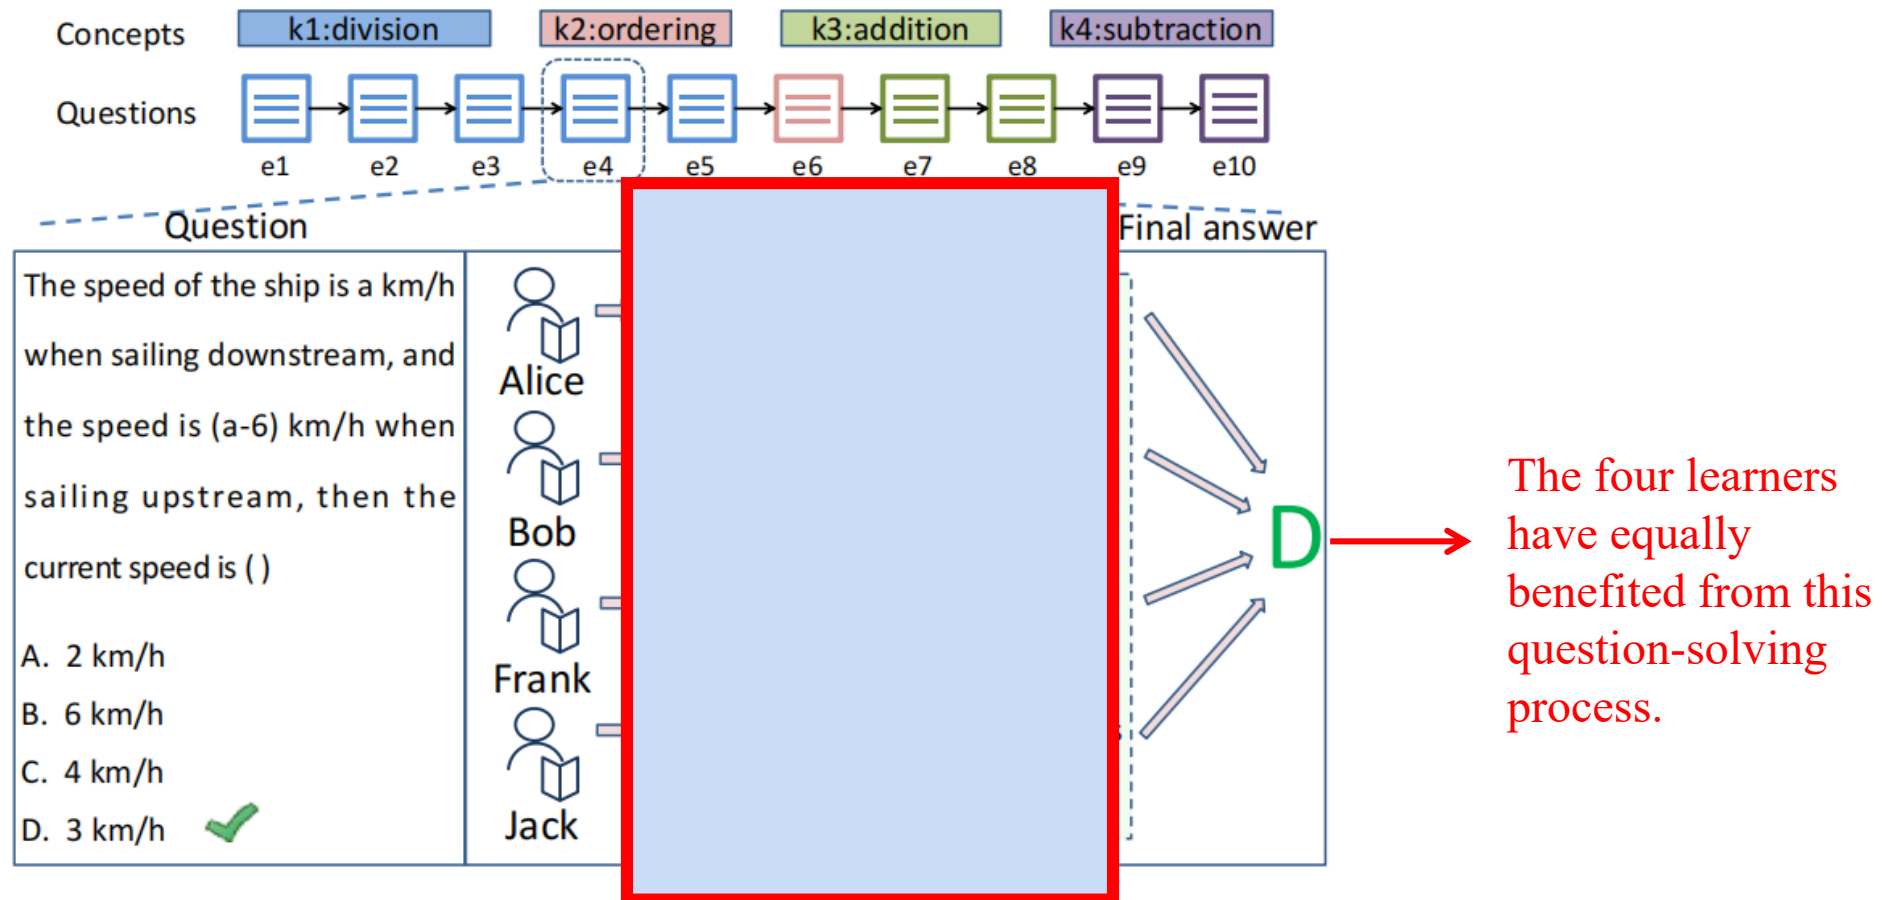 Concepts k1:division k2:ordering k3:addition k4:subtraction
Questions
e1 e2 e3 e4 e5 e6 e7 e8 e9 e10
Question
Final answer
The speed of the ship is a km/h
when sailing downstream, and
the speed is (a-6) km/h when
sailing upstream, then the
current speed is ( )
A. 2 km/h
B. 6 km/h
C. 4 km/h
D. 3 km/h
Alice
Bob
Frank
Jack
D
The four learners
have equally
benefited from this
question-solving
process.